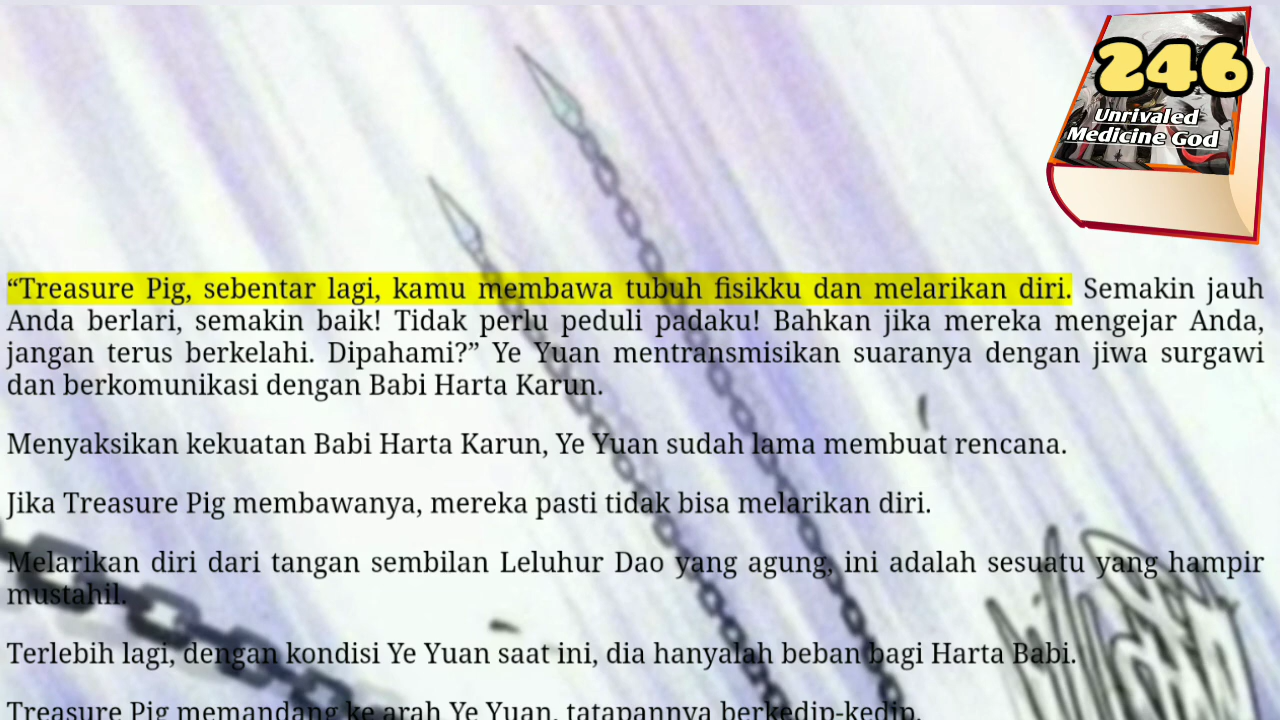 246
Unrivaled
Medicine God
“Treasure Pig, sebentar lagi, kamu membawa tubuh fisikku dan melarikan diri. Semakin jauh
Anda berlari, semakin baik! Tidak perlu peduli padaku! Bahkan jika mereka mengejar Anda,
jangan terus berkelahi. Dipahami?” Ye Yuan mentransmisikan suaranya dengan jiwa surgawi
dan berkomunikasi dengan Babi Harta Karun.
Menyaksikan kekuatan Babi Harta Karun, Ye Yuan sudah lama membuat rencana.
Jika Treasure Pig membawanya, mereka pasti tidak bisa melarikan diri.
Melarikan diri dari tangan sembilan Leluhur Dao yang agung, ini adalah sesuatu yang hampir
mustahil.
Terlebih lagi, dengan kondisi Ye Yuan saat ini, dia hanyalah beban bagi Harta Babi.
Treasure Pig memandang ke arah Ye Yuan, tatapannya berkedip-kedip.